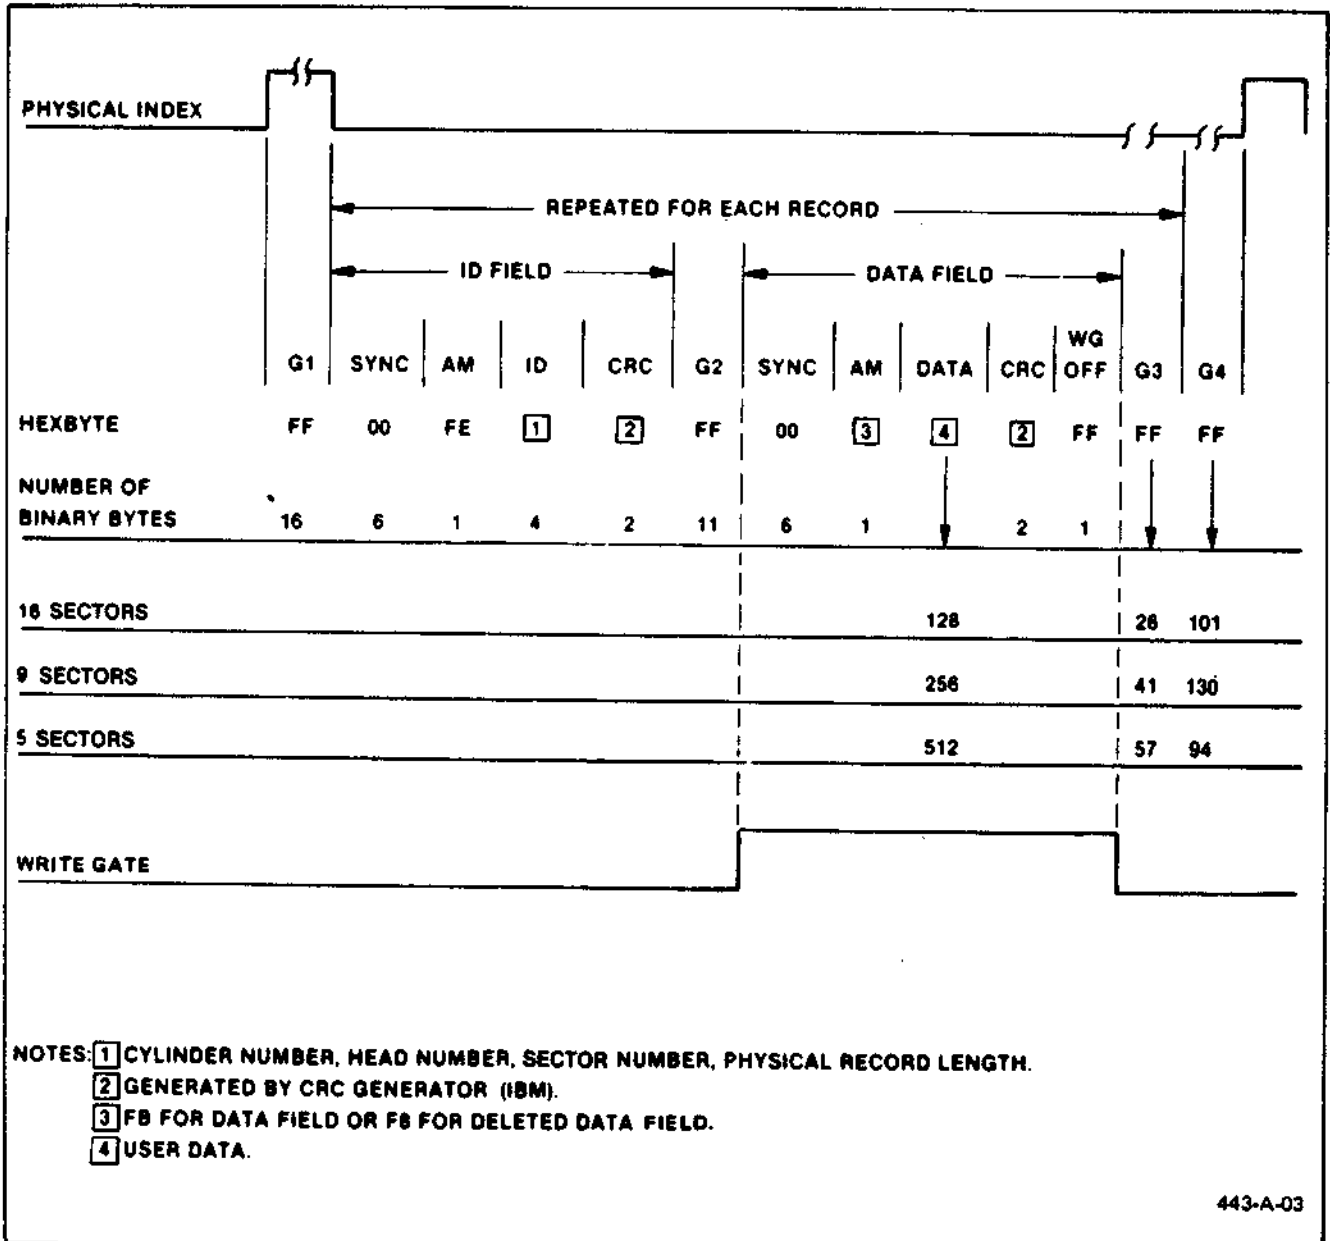 PHYSICAL INDEX
REPEATED FOR EACH RECORD
ID FIELD DATA FIELD
G1 SYNC AM ID CRC G2 SYNC AM DATA CRC WG OFF G3 G4
HEXBYTE FF 00 FE 1 2 FF 00 3 4 2 FF FF FF
NUMBER OF
BINARY BYTES 16 6 1 4 2 11 6 1 2 1
16 SECTORS 128 26 101
9 SECTORS 256 41 130
5 SECTORS 512 57 94
WRITE GATE
NOTES: 1 CYLINDER NUMBER, HEAD NUMBER, SECTOR NUMBER, PHYSICAL RECORD LENGTH.
2 GENERATED BY CRC GENERATOR (IBM).
3 FB FOR DATA FIELD OR F8 FOR DELETED DATA FIELD.
4 USER DATA.
443-A-03